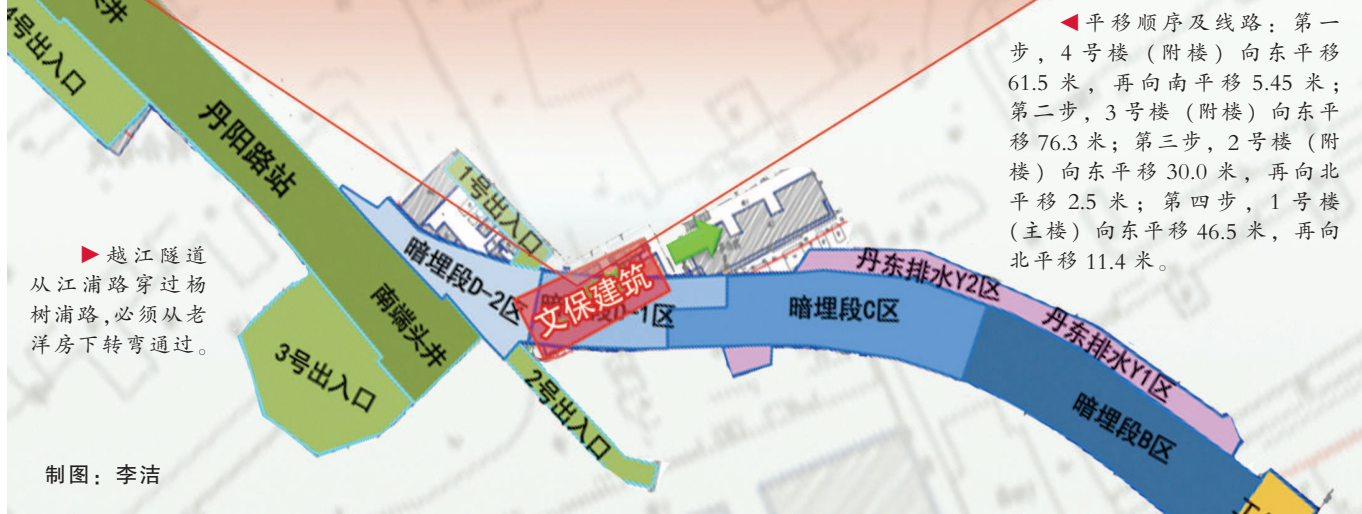 ◀平移顺序及线路：第一
步，4 号楼（附楼）向东平移
61.5 米，再向南平移 5.45 米；
第二步，3 号楼（附楼）向东平
移 76.3 米；第三步，2 号楼（附
楼）向东平移 30.0 米，再向北
平移 2.5 米；第四步，1 号楼
(主楼）向东平移 46.5 米，再向
北平移 11.4 米。
4号出入口
头井
丹阳路站
1号出入口
▶越江隧道
从江浦路穿过杨
树浦路,必须从老
洋房下转弯通过。
暗埋段D-2区
文保建筑
-1区
暗埋段C区
丹东排水Y2区
丹东排水Y1区
南端头井
3号出入口
2号出入口
暗埋段B区
制图：李洁